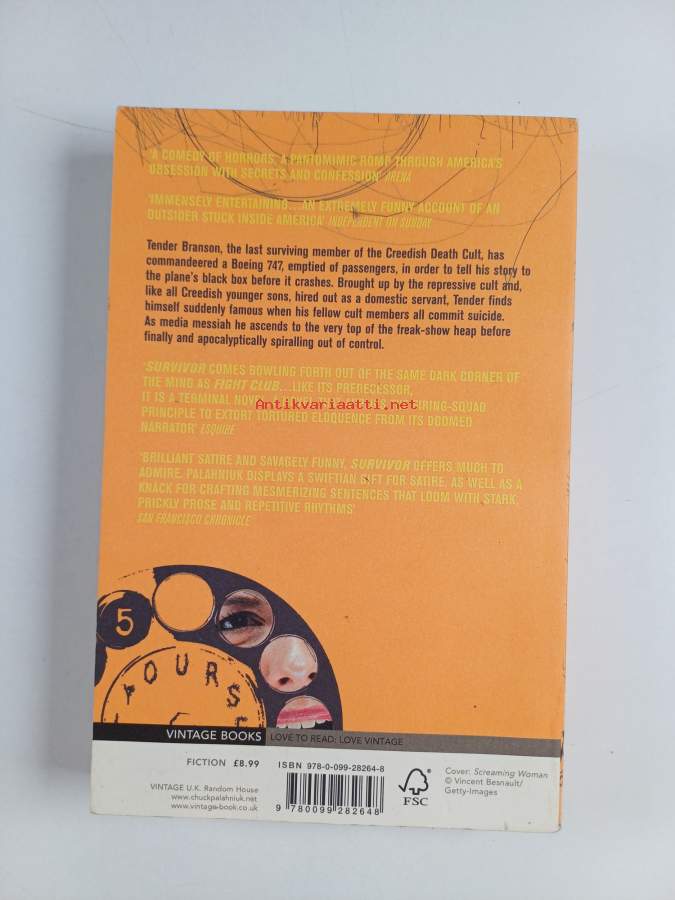 'A COMEDY OF HORRORS, A PANTOMIMIC ROMP THROUGH AMERICA'S
OBSESSION WITH SECRETS AND CONFESSION' ARENA
'IMMENSELY ENTERTAINING...AN EXTREMELY FUNNY ACCOUNT OF AN
OUTSIDER STUCK INSIDE AMERICA' INDEPENDENT ON SUNDAY
Tender Branson, the last surviving member of the Creedish Death Cult, has
commandeered a Boeing 747, emptied of passengers, in order to tell his story to
the plane's black box before it crashes. Brought up by the repressive cult and,
like all Creedish younger sons, hired out as a domestic servant, Tender finds
himself suddenly famous when his fellow cult members all commit suicide.
As media messiah he ascends to the very top of the freak-show heap before
finally and apocalyptically spiralling out of control.
'SURVIVOR COMES BOWLING FORTH OUT OF THE SAME DARK CORNER OF
THE MIND AS FIGHT CLUB...LIKE ITS PREDECESSOR,
IT IS A TERMINAL NOVEL FIRING-SQUAD
Antikvariaatti.net
PRINCIPLE TO EXTORT TORTURED ELOQUENCE FROM ITS DOOMED
NARRATOR' ESQUIRE
'BRILLIANT SATIRE AND SAVAGELY FUNNY, SURVIVOR OFFERS MUCH TO
ADMIRE. PALAHNIUK DISPLAYS A SWIFTIAN GIFT FOR SATIRE, AS WELL AS A
KNACK FOR CRAFTING MESMERIZING SENTENCES THAT LOOM WITH STARK,
PRICKLY PROSE AND REPETITIVE RHYTHMS'
SAN FRANCISCO CHRONICLE
5
YOURS
VINTAGE BOOKS LOVE TO READ: LOVE VINTAGE
FICTION £8.99
VINTAGE U.K. Random House
www.chuckpalahniuk.net
www.vintage-book.co.uk
ISBN 978-0-099-28264-8
9 780099 282648
FSC
Cover: Screaming Woman
© Vincent Besnault/
Getty-Images